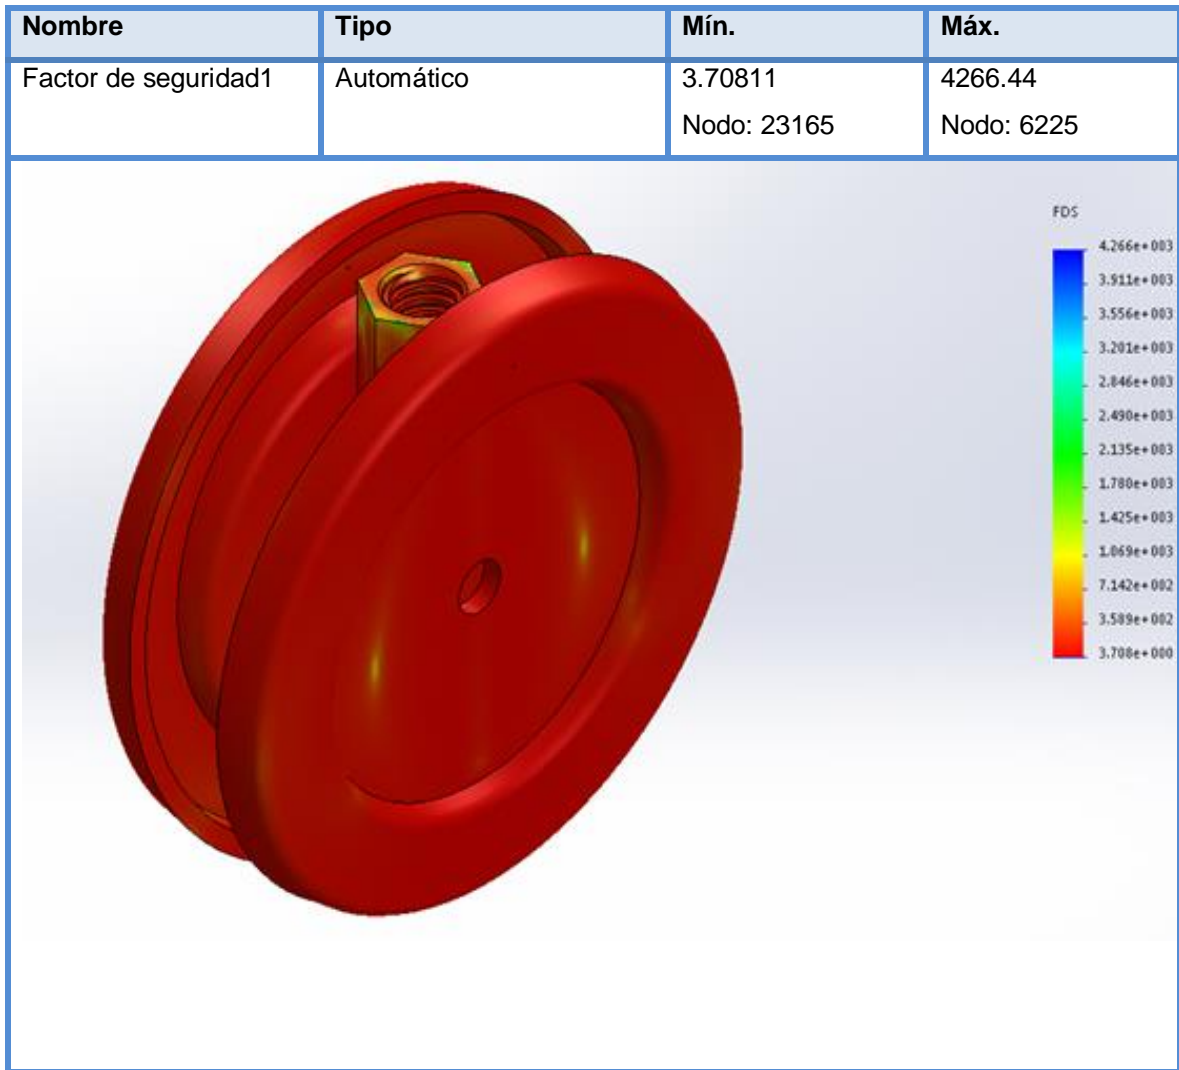 Nombre Tipo Mín. Máx.
Factor de seguridad1 Automático 3.70811 4266.44
Nodo: 23165 Nodo: 6225
FDS
4.266e+003
3.911e+003
3.556e+003
3.201e+003
2.846e+003
2.490e+003
2.135e+003
1.780e+003
1.425e+003
1.069e+003
7.142e+002
3.589e+002
3.708e+000